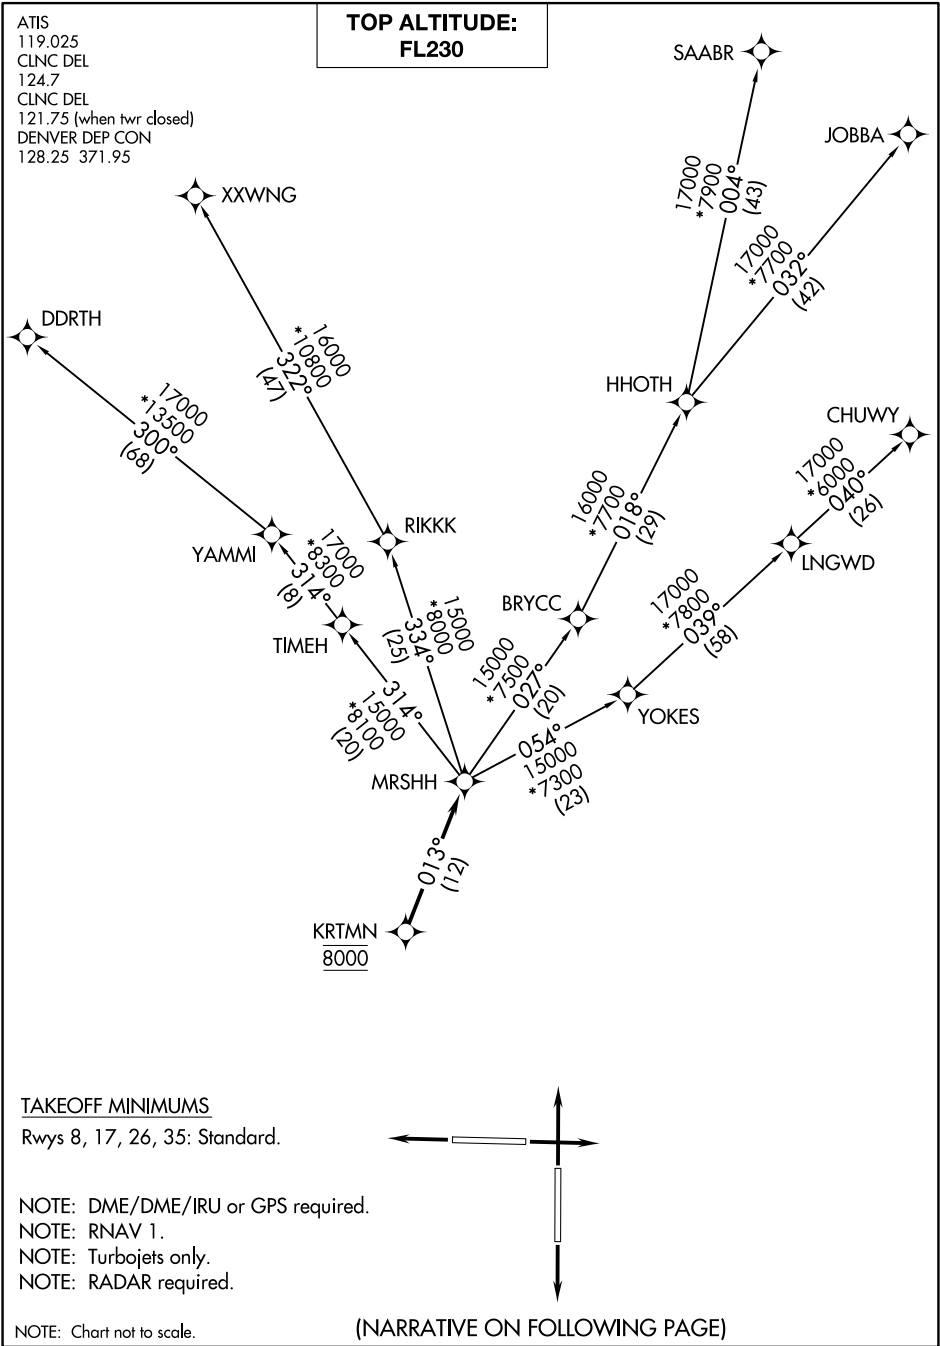 ATIS
119.025
CLNC DEL
124.7
CLNC DEL
121.75 (when twr closed)
DENVER DEP CON
128.25 371.95
TOP ALTITUDE:
FL230
SAABR
JOBBA
17000
*7900
004°
(43)
XXWNG
17000
*7700
032°
(42)
DDRTH
16000
*10800
322°
(47)
HHOTH
17000
*13500
300°
(68)
CHUWY
17000
*6000
040°
(26)
16000
*7700
018°
(29)
RIKKK
YAMMI
17000
*8300
314°
(8)
LNGWD
BRYCC
17000
*7800
039°
(58)
TIMEH
15000
*8000
334°
(25)
15000
*7500
027°
(20)
314°
15000
*8100
(20)
YOKES
054°
15000
*7300
(23)
MRSHH
013°
(12)
KRTMN
8000
TAKEOFF MINIMUMS
Rwys 8, 17, 26, 35: Standard.
NOTE: DME/DME/IRU or GPS required.
NOTE: RNAV 1.
NOTE: Turbojets only.
NOTE: RADAR required.
NOTE: Chart not to scale.
(NARRATIVE ON FOLLOWING PAGE)